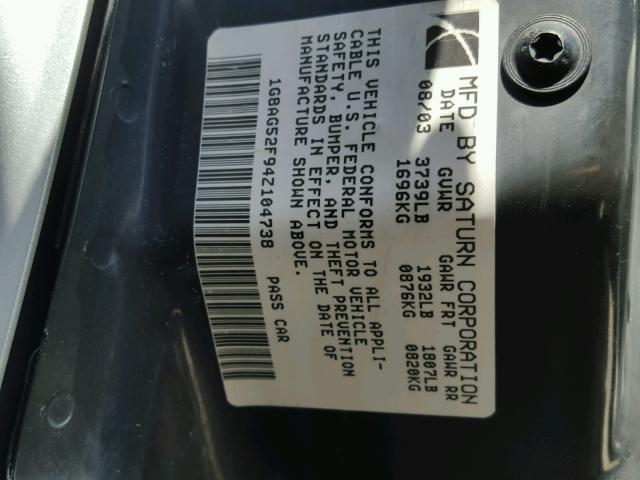 MFD BY SATURN CORPORATION
DATE GVWR GAWR FRT GAWR RR
08/03 3739LB 1932LB 1807LB
1696KG 0876KG 0820KG
THIS VEHICLE CONFORMS TO ALL APPLI-
CABLE U.S. FEDERAL MOTOR VEHICLE
SAFETY, BUMPER, AND THEFT PREVENTION
STANDARDS IN EFFECT ON THE DATE OF
MANUFACTURE SHOWN ABOVE.
1G8AG52F94Z104738 PASS CAR